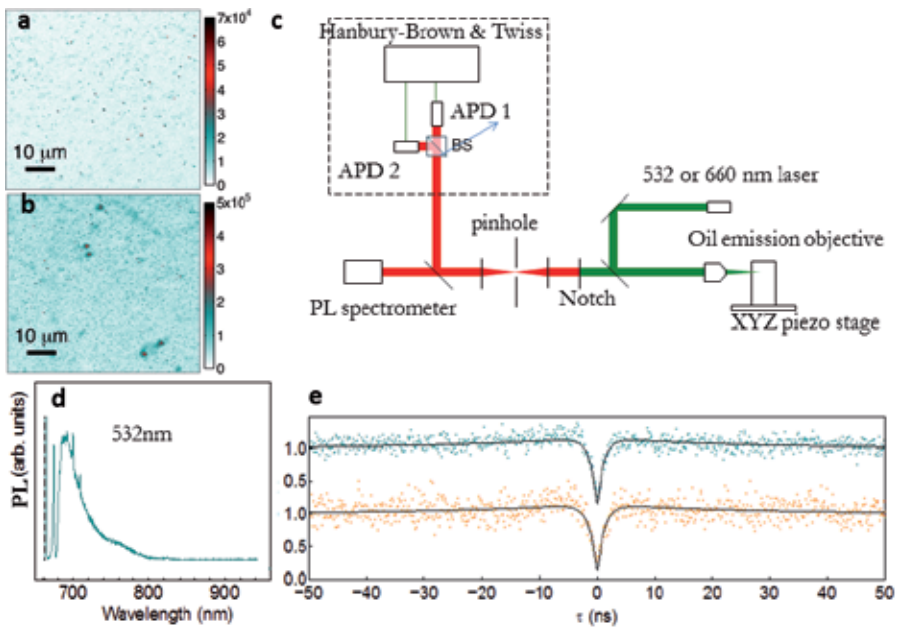 a
7x10⁴
6
5
4
3
2
1
0
10 μm
b
5x10⁵
4
3
2
1
0
10 μm
c
Hanbury-Brown & Twiss
APD 1
BS
APD 2
532 or 660 nm laser
pinhole
Oil emission objective
Notch
PL spectrometer
XYZ piezo stage
d
532nm
PL (arb. units)
700 800 900
Wavelength (nm)
e
1.0
0.5
1.0
0.5
0.0
−50 −40 −30 −20 −10 0 10 20 30 40 50
τ (ns)